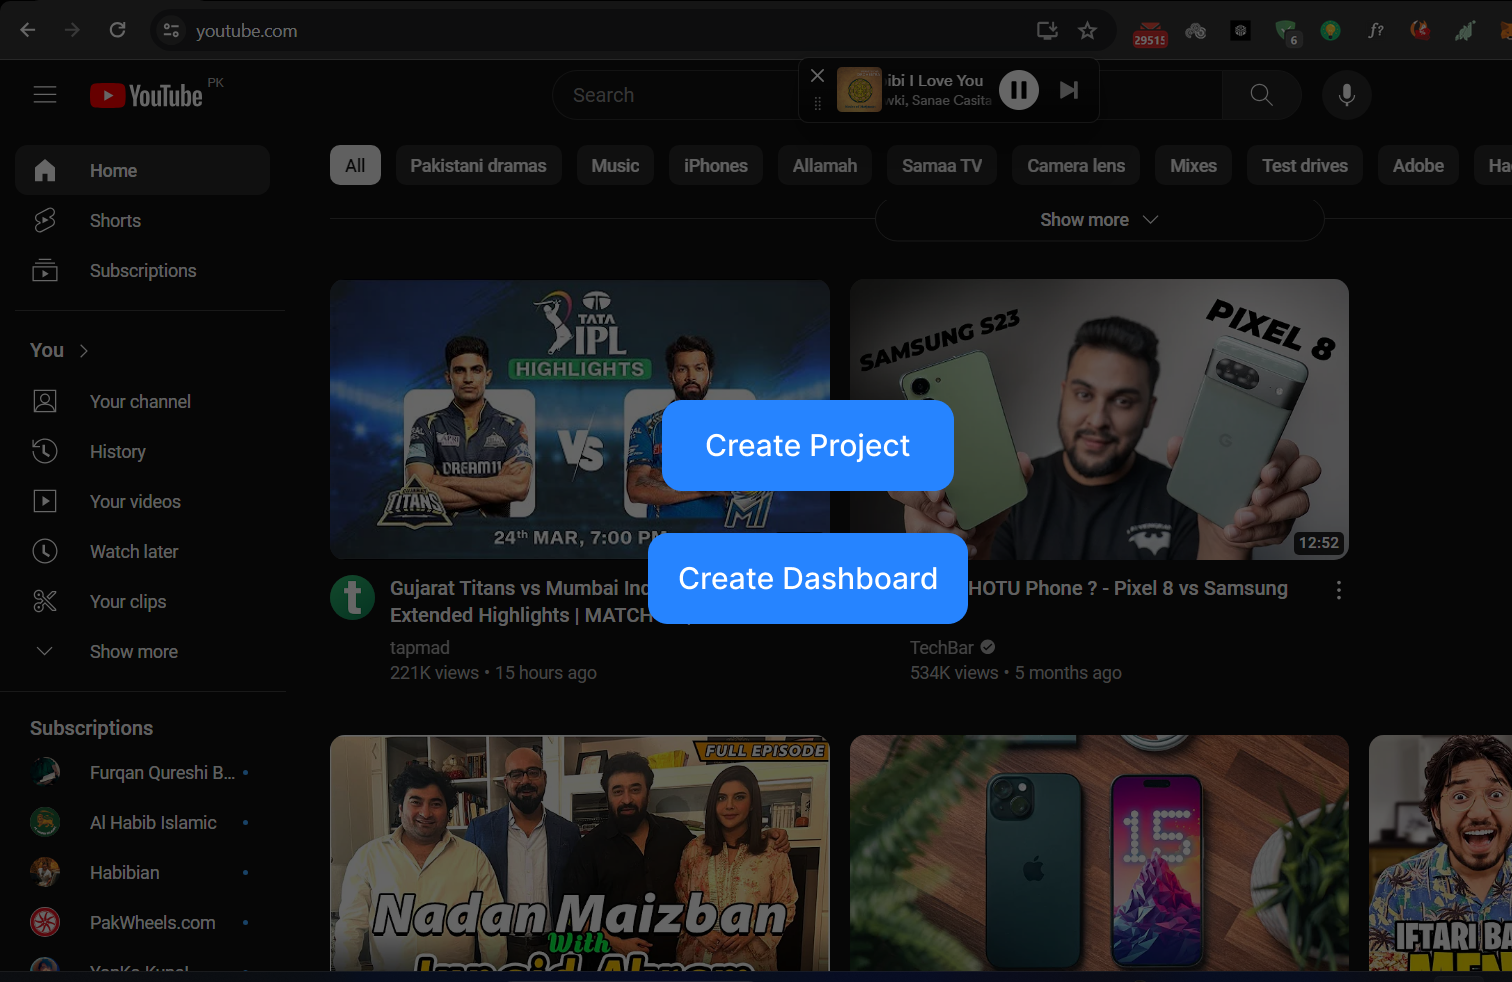 youtube.com
29515
6
f?
YouTube PK
Search
ibi I Love You
wki, Sanae Casita
Home
Shorts
Subscriptions
You
Your channel
History
Your videos
Watch later
Your clips
Show more
Subscriptions
Furqan Qureshi B...
Al Habib Islamic
Habibian
PakWheels.com
All
Pakistani dramas
Music
iPhones
Allamah
Samaa TV
Camera lens
Mixes
Test drives
Adobe
Ha
Show more
TATA
IPL
HIGHLIGHTS
DREAM11
VS
TITANS
MI
24th MAR, 7:00 PM
SAMSUNG S23
PIXEL 8
G
12:52
Create Project
Create Dashboard
t
Gujarat Titans vs Mumbai Ind
Extended Highlights | MATCH
tapmad
221K views • 15 hours ago
HOTU Phone ? - Pixel 8 vs Samsung
TechBar
534K views • 5 months ago
FULL EPISODE
Nadan Maizban
With
Junaid Akram
15
IFTARI BA
MEN